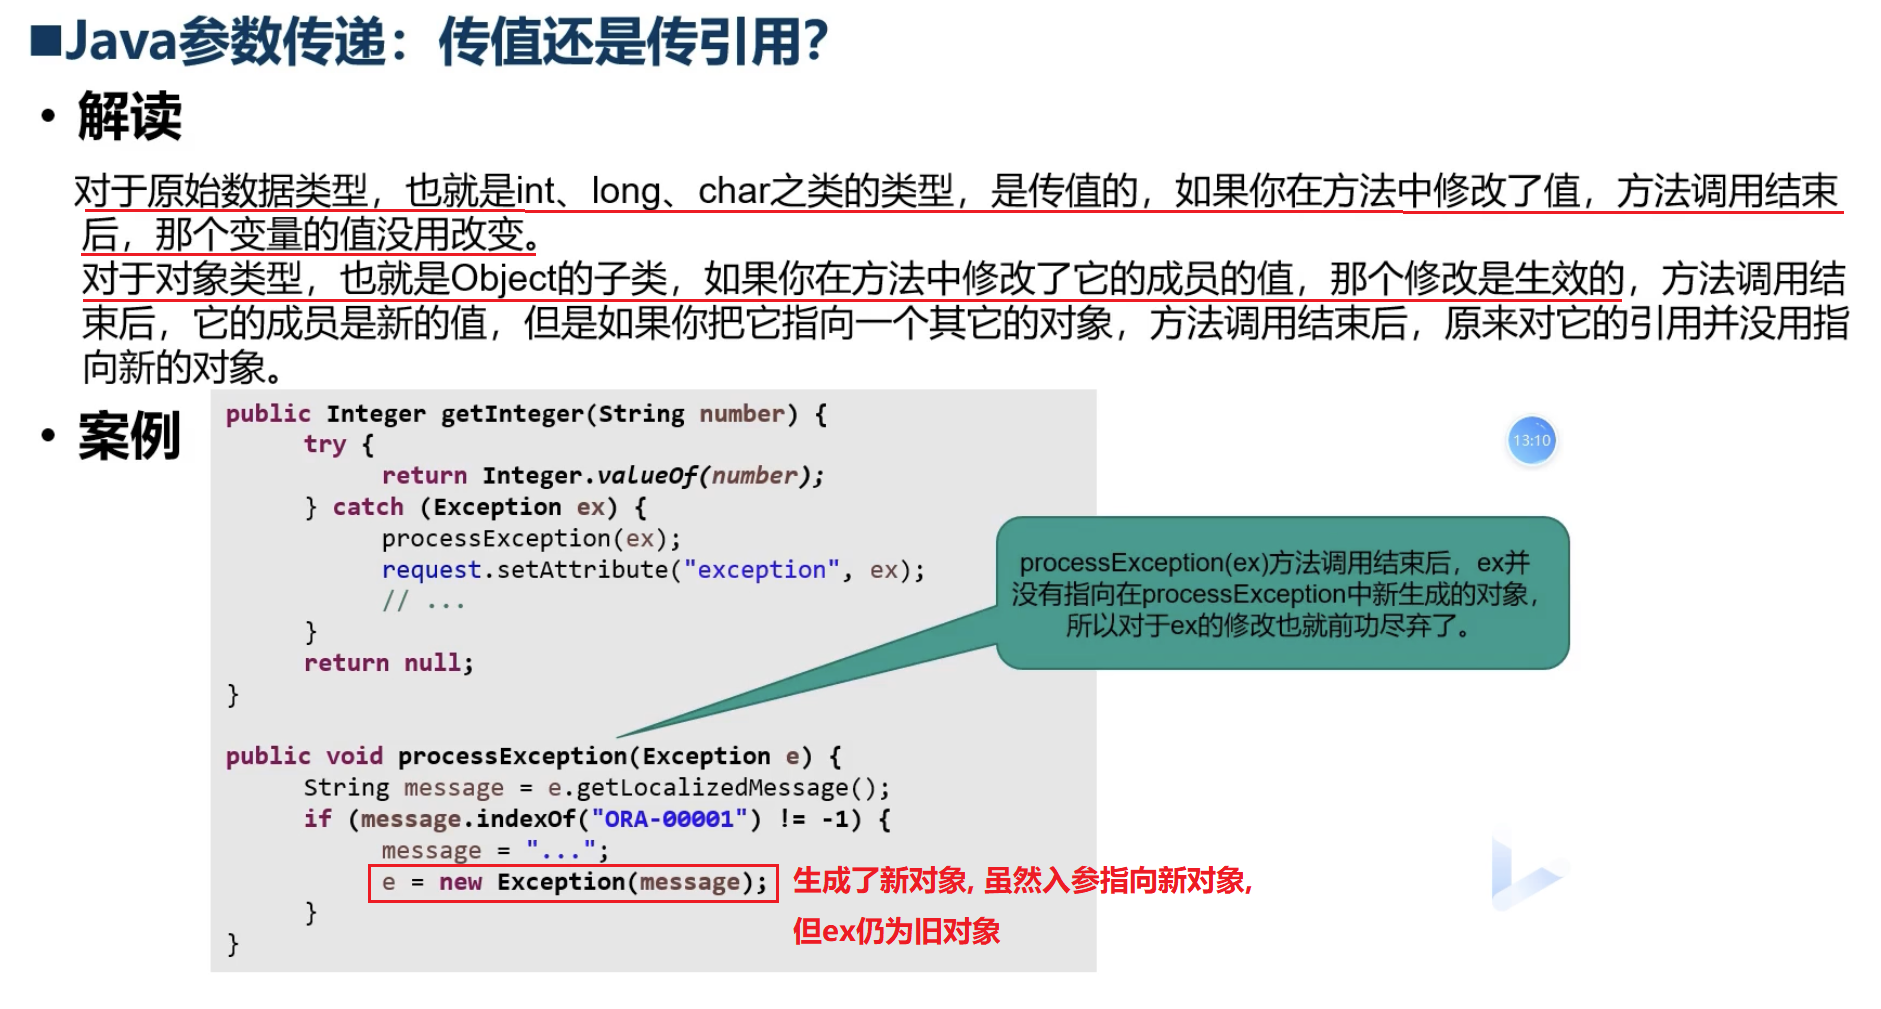 ■Java参数传递：传值还是传引用？
• 解读
对于原始数据类型，也就是int、long、char之类的类型，是传值的，如果你在方法中修改了值，方法调用结束
后，那个变量的值没用改变。
对于对象类型，也就是Object的子类，如果你在方法中修改了它的成员的值，那个修改是生效的，方法调用结
束后，它的成员是新的值，但是如果你把它指向一个其它的对象，方法调用结束后，原来对它的引用并没用指
向新的对象。
• 案例
public Integer getInteger(String number) {
try {
return Integer.valueOf(number);
} catch (Exception ex) {
processException(ex);
request.setAttribute("exception", ex);
// ...
}
return null;
}
13:10
processException(ex)方法调用结束后，ex并
没有指向在processException中新生成的对象，
所以对于ex的修改也就前功尽弃了。
public void processException(Exception e) {
String message = e.getLocalizedMessage();
if (message.indexOf("ORA-00001") != -1) {
message = "...";
e = new Exception(message);
}
}
生成了新对象, 虽然入参指向新对象,
但ex仍为旧对象